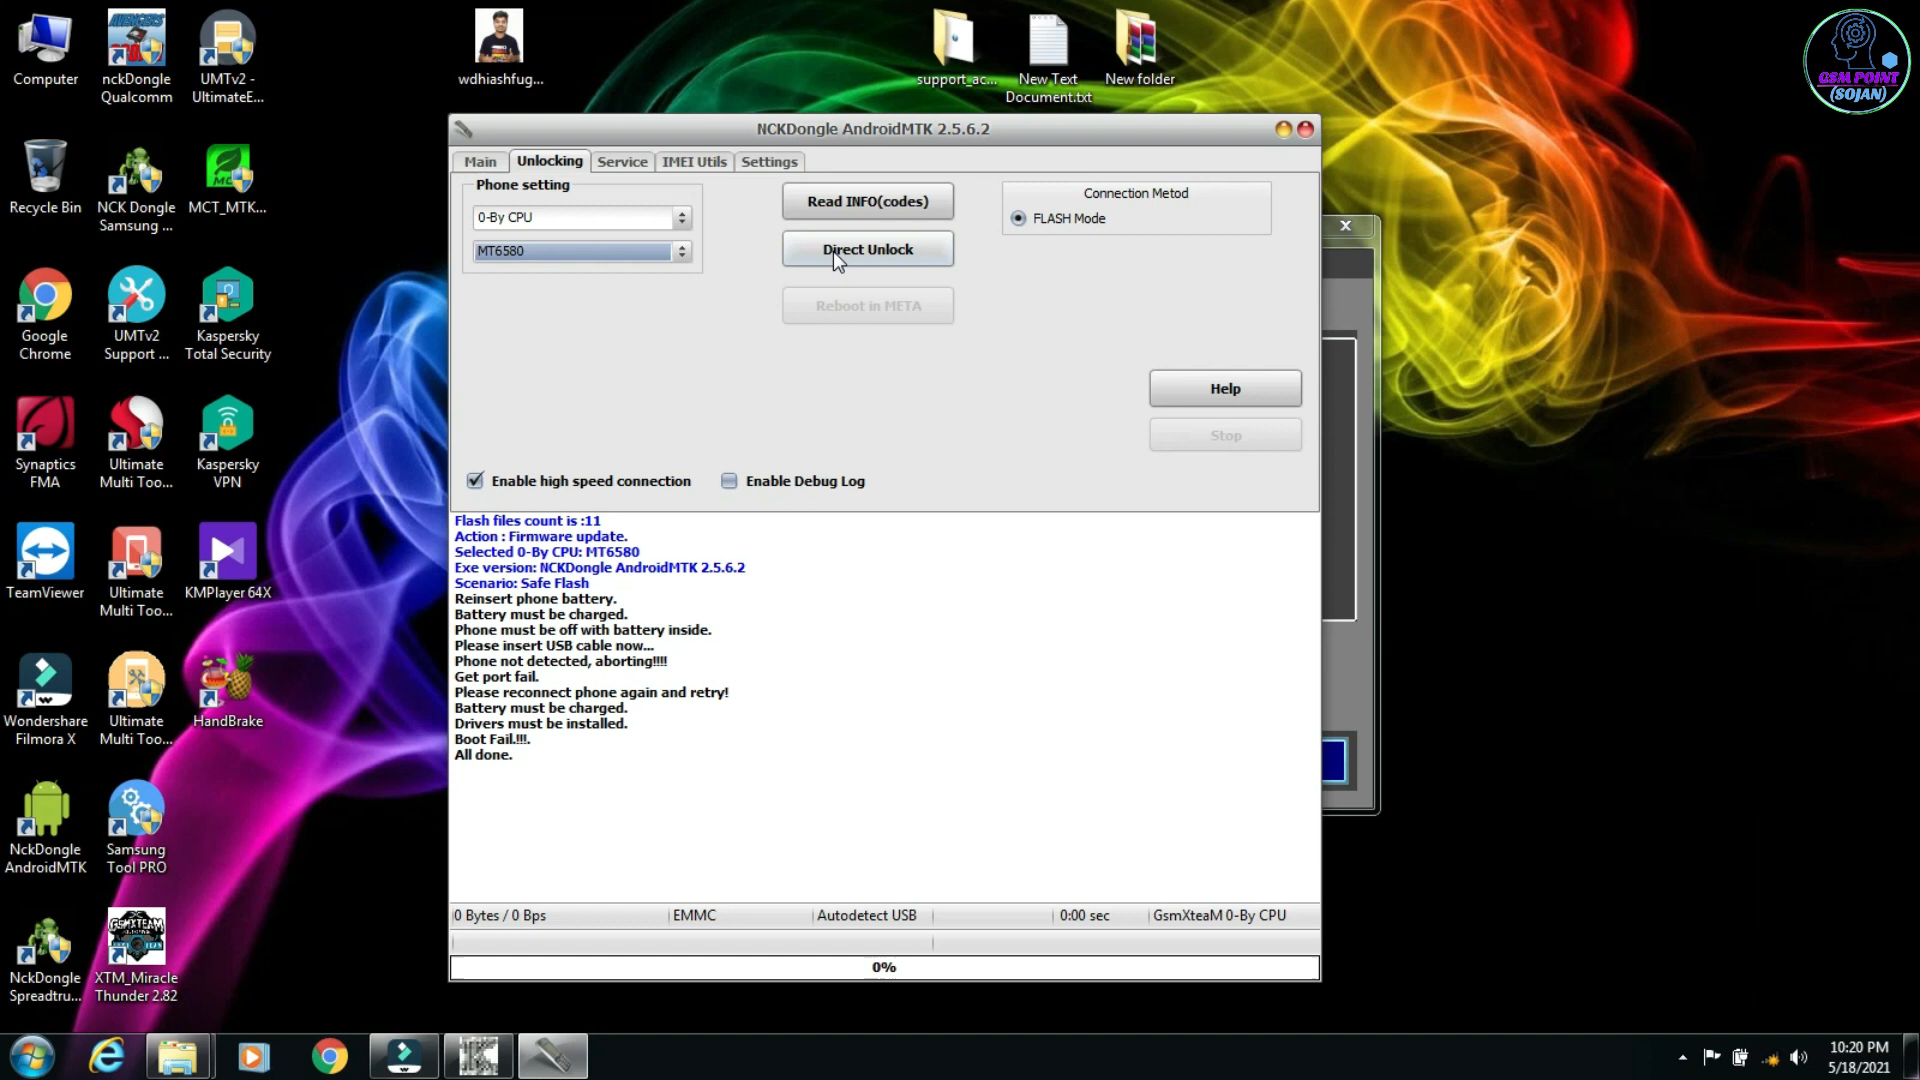 Computer
nckDongle
Qualcomm
UMTv2 -
UltimateE...
wdhiashfug...
support_ac...
New Text
Document.txt
New folder
GSM POINT
(SOJAN)
Recycle Bin
NCK Dongle
Samsung ...
MCT_MTK...
Google
Chrome
UMTv2
Support ...
Kaspersky
Total Security
Synaptics
FMA
Ultimate
Multi Too...
Kaspersky
VPN
TeamViewer
Ultimate
Multi Too...
KMPlayer 64X
Wondershare
Filmora X
Ultimate
Multi Too...
HandBrake
NckDongle
AndroidMTK
Samsung
Tool PRO
NckDongle
Spreadtru...
XTM_Miracle
Thunder 2.82
NCKDongle AndroidMTK 2.5.6.2
Main
Unlocking
Service
IMEI Utils
Settings
Phone setting
0-By CPU
MT6580
Read INFO(codes)
Direct Unlock
Reboot in META
Connection Metod
FLASH Mode
Help
Stop
Enable high speed connection
Enable Debug Log
Flash files count is :11
Action : Firmware update.
Selected 0-By CPU: MT6580
Exe version: NCKDongle AndroidMTK 2.5.6.2
Scenario: Safe Flash
Reinsert phone battery.
Battery must be charged.
Phone must be off with battery inside.
Please insert USB cable now...
Phone not detected, aborting!!!!
Get port fail.
Please reconnect phone again and retry!
Battery must be charged.
Drivers must be installed.
Boot Fail.!!!.
All done.
0 Bytes / 0 Bps
EMMC
Autodetect USB
0:00 sec
GsmXteaM 0-By CPU
0%
10:20 PM
5/18/2021